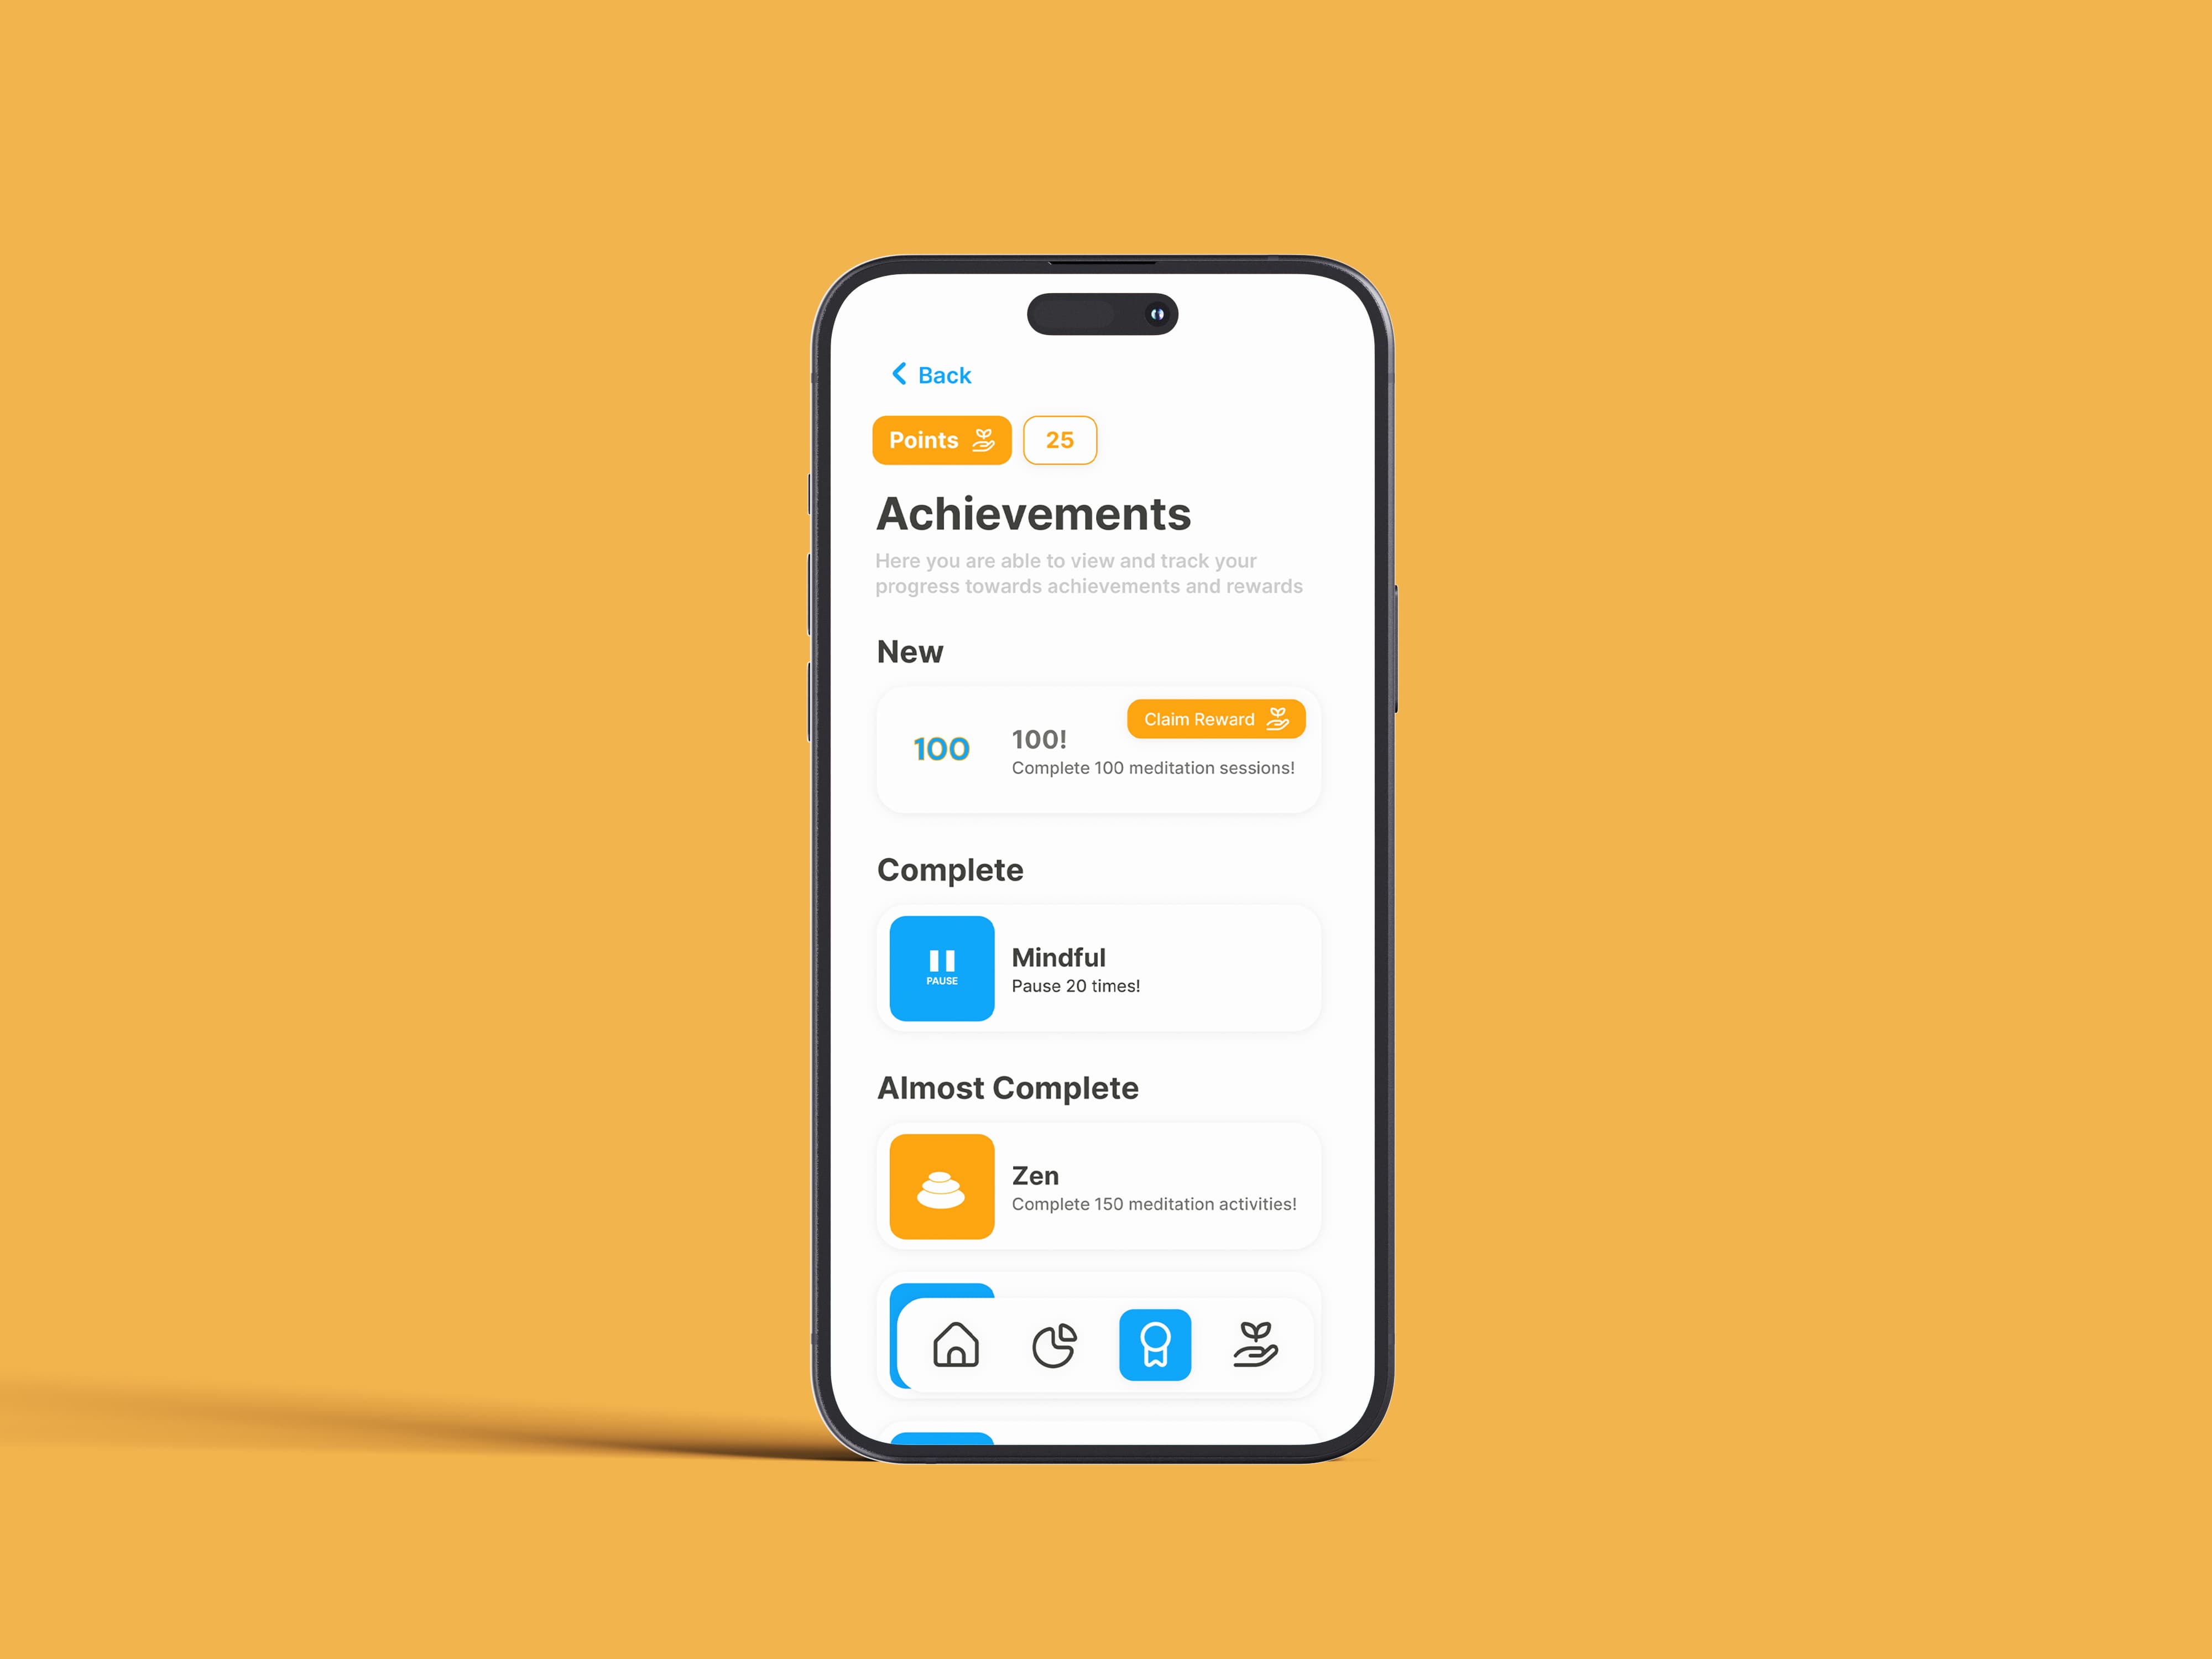 Back
Points 25
Achievements
Here you are able to view and track your
progress towards achievements and rewards
New
Claim Reward
100
100!
Complete 100 meditation sessions!
Complete
PAUSE
Mindful
Pause 20 times!
Almost Complete
Zen
Complete 150 meditation activities!